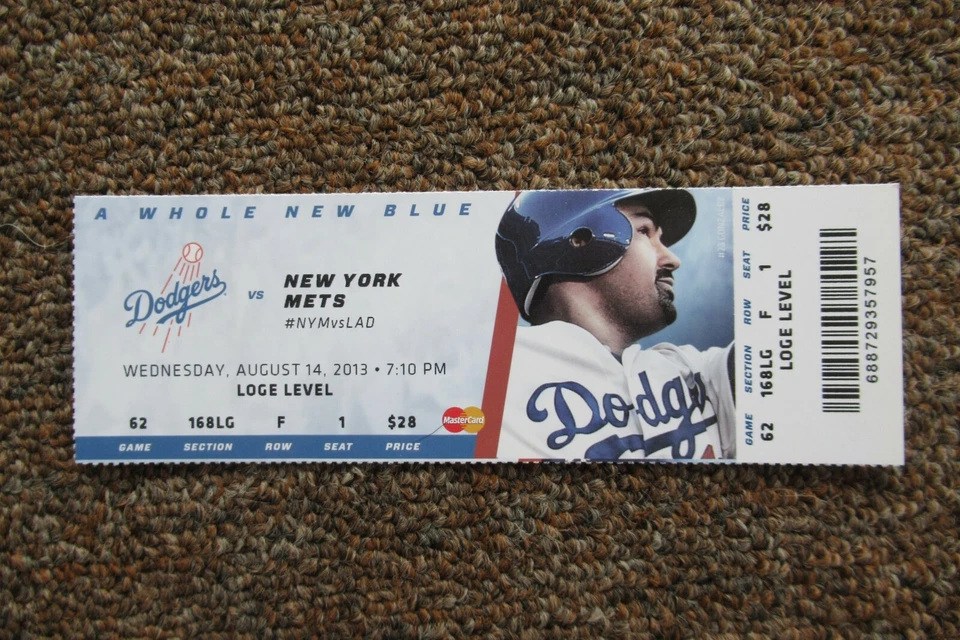 A WHOLE NEW BLUE
Dodgers
VS
NEW YORK
METS
#NYMvsLAD
WEDNESDAY, AUGUST 14, 2013 • 7:10 PM
LOGE LEVEL
62 168LG F 1 $28
GAME SECTION ROW SEAT PRICE
MasterCard
Dodgers
GAME SECTION ROW SEAT PRICE
62 168LG F 1 $28
LOGE LEVEL
688729357957